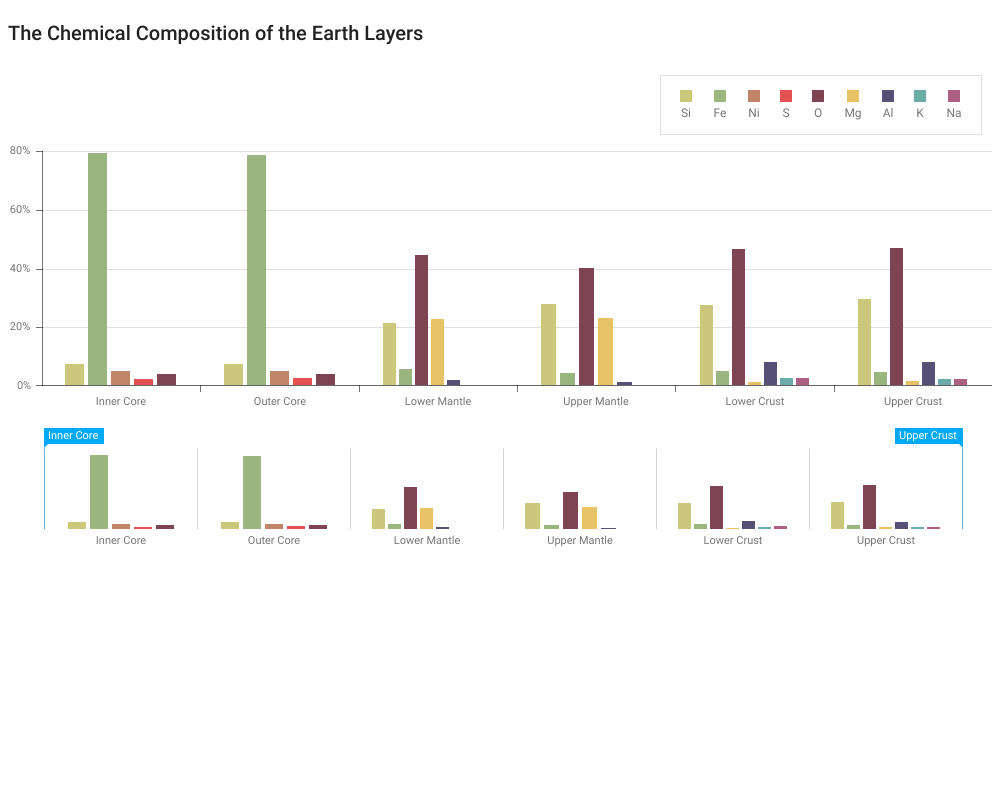 The Chemical Composition of the Earth Layers
Si Fe Ni S O Mg Al K Na
80%
60%
40%
20%
0%
Inner Core Outer Core Lower Mantle Upper Mantle Lower Crust Upper Crust
Inner Core Upper Crust
Inner Core Outer Core Lower Mantle Upper Mantle Lower Crust Upper Crust